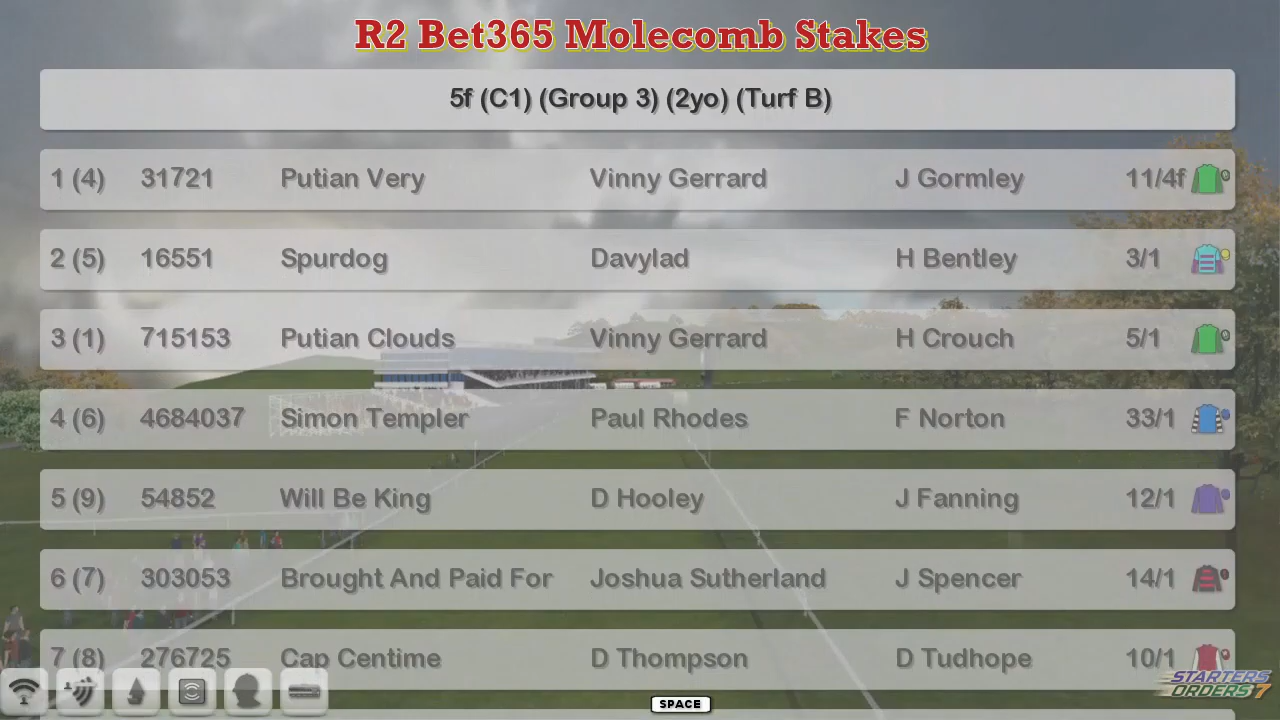 R2 Bet365 Molecomb Stakes
5f (C1) (Group 3) (2yo) (Turf B)
1 (4) 31721 Putian Very Vinny Gerrard J Gormley 11/4f
2 (5) 16551 Spurdog Davylad H Bentley 3/1
3 (1) 715153 Putian Clouds Vinny Gerrard H Crouch 5/1
4 (6) 4684037 Simon Templer Paul Rhodes F Norton 33/1
5 (9) 54852 Will Be King D Hooley J Fanning 12/1
6 (7) 303053 Brought And Paid For Joshua Sutherland J Spencer 14/1
7 (8) 276725 Cap Centime D Thompson D Tudhope 10/1
STARTERS ORDERS 7
SPACE